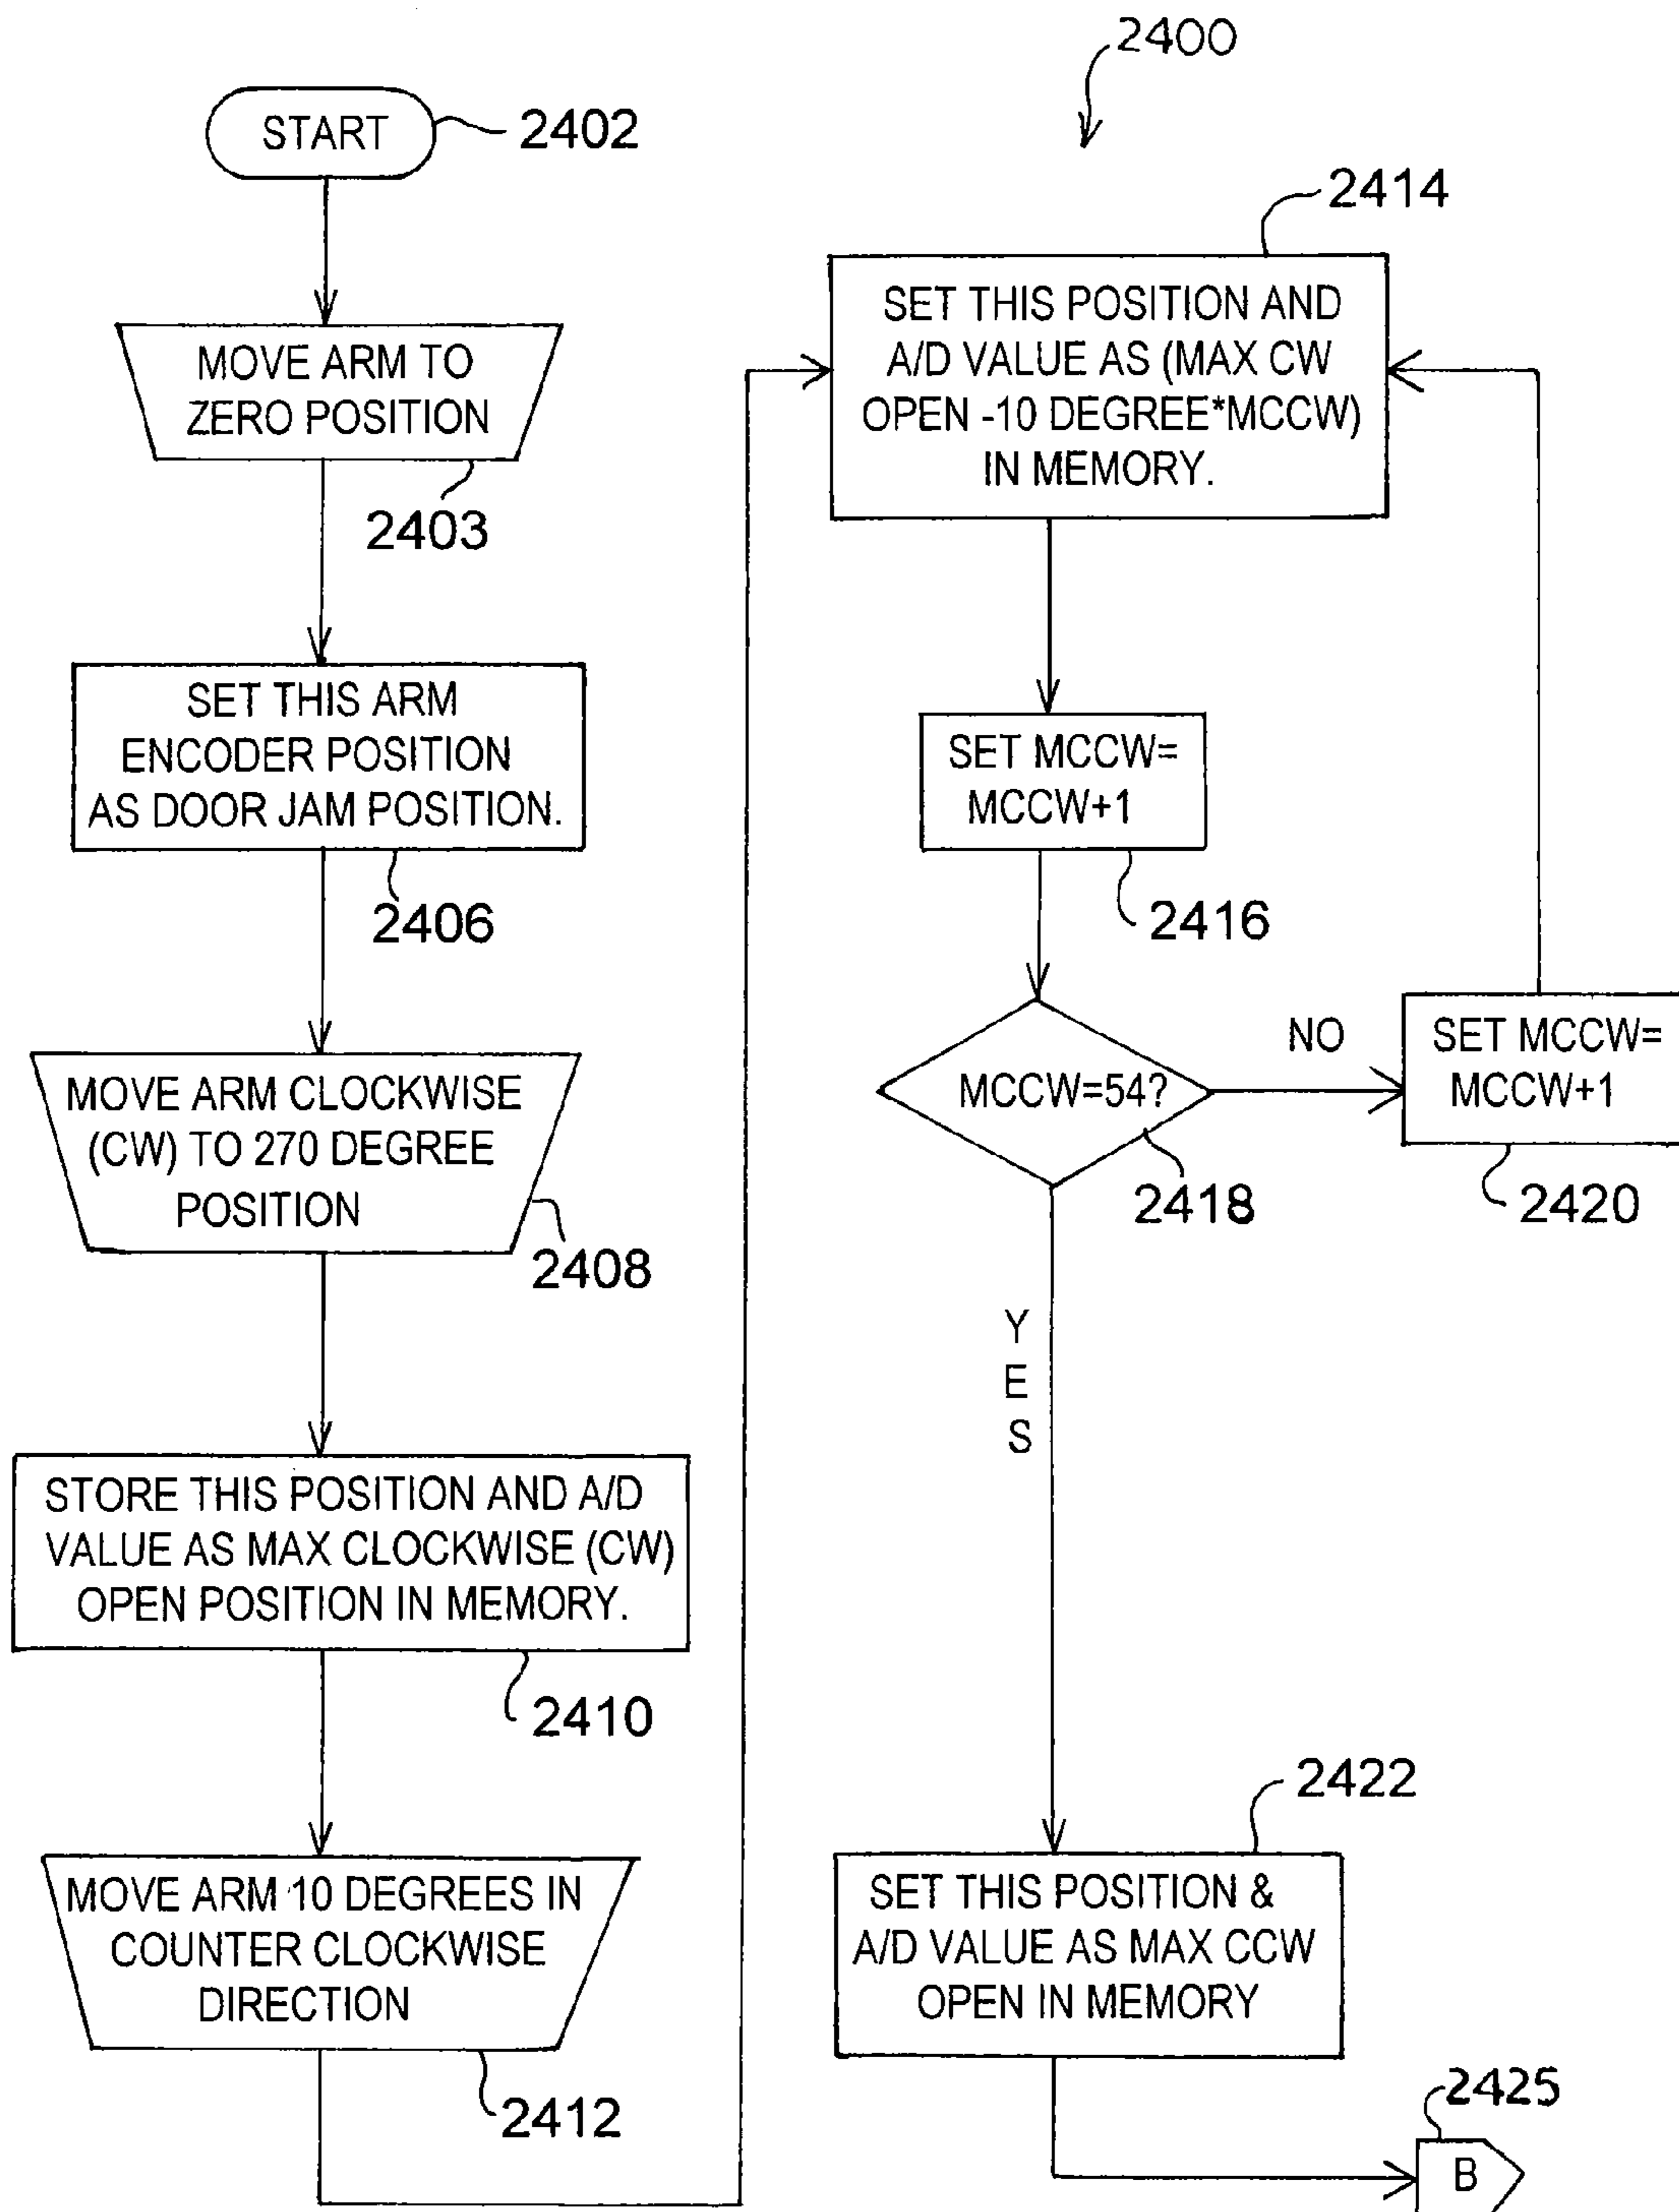 2400
START
2402
MOVE ARM TO
ZERO POSITION
2403
SET THIS ARM
ENCODER POSITION
AS DOOR JAM POSITION.
2406
MOVE ARM CLOCKWISE
(CW) TO 270 DEGREE
POSITION
2408
STORE THIS POSITION AND A/D
VALUE AS MAX CLOCKWISE (CW)
OPEN POSITION IN MEMORY.
2410
MOVE ARM 10 DEGREES IN
COUNTER CLOCKWISE
DIRECTION
2412
2414
SET THIS POSITION AND
A/D VALUE AS (MAX CW
OPEN -10 DEGREE*MCCW)
IN MEMORY.
SET MCCW=
MCCW+1
2416
MCCW=54?
2418
NO
SET MCCW=
MCCW+1
2420
YES
2422
SET THIS POSITION &
A/D VALUE AS MAX CCW
OPEN IN MEMORY
2425
B